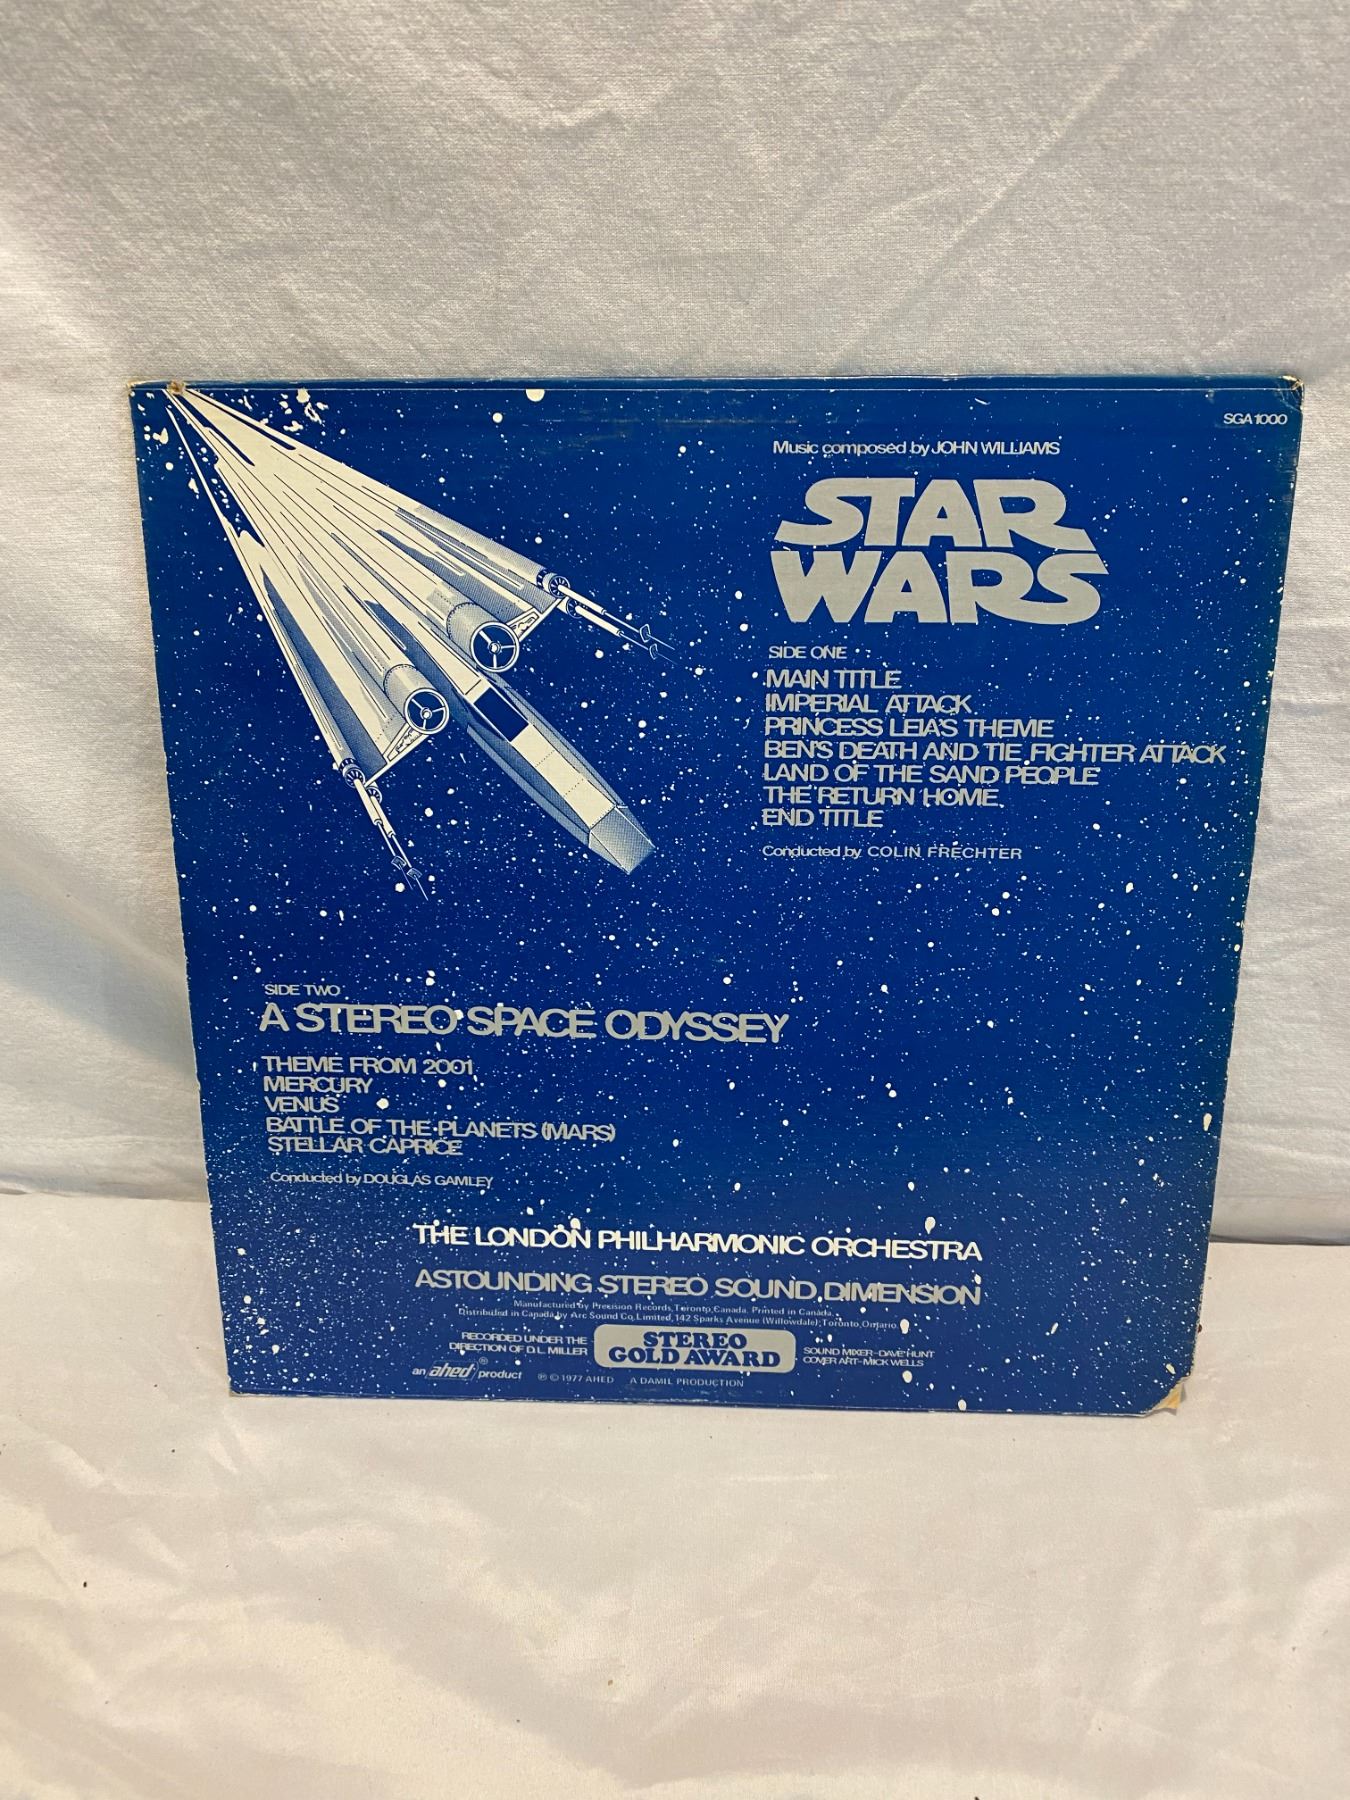 SGA 1000
Music composed by JOHN WILLIAMS
STAR
WARS
SIDE ONE
MAIN TITLE
IMPERIAL ATTACK
PRINCESS LEIA'S THEME
BEN'S DEATH AND TIE FIGHTER ATTACK
LAND OF THE SAND PEOPLE
THE RETURN HOME
END TITLE
Conducted by COLIN FRECHTER
SIDE TWO
A STEREO SPACE ODYSSEY
THEME FROM 2001
MERCURY
VENUS
BATTLE OF THE PLANETS (MARS)
STELLAR CAPRICE
Conducted by DOUGLAS GAMLEY
THE LONDON PHILHARMONIC ORCHESTRA
ASTOUNDING STEREO SOUND DIMENSION
Manufactured by Precision Records, Toronto, Canada. Printed in Canada.
Distributed in Canada by Arc Sound Co. Limited, 142 Sparks Avenue (Willowdale), Toronto, Ontario
RECORDED UNDER THE
DIRECTION OF D.L. MILLER
STEREO
GOLD AWARD
SOUND MIXER-DAVE HUNT
COVER ART-MICK WELLS
an ahed® product
℗ © 1977 AHED A DAMIL PRODUCTION